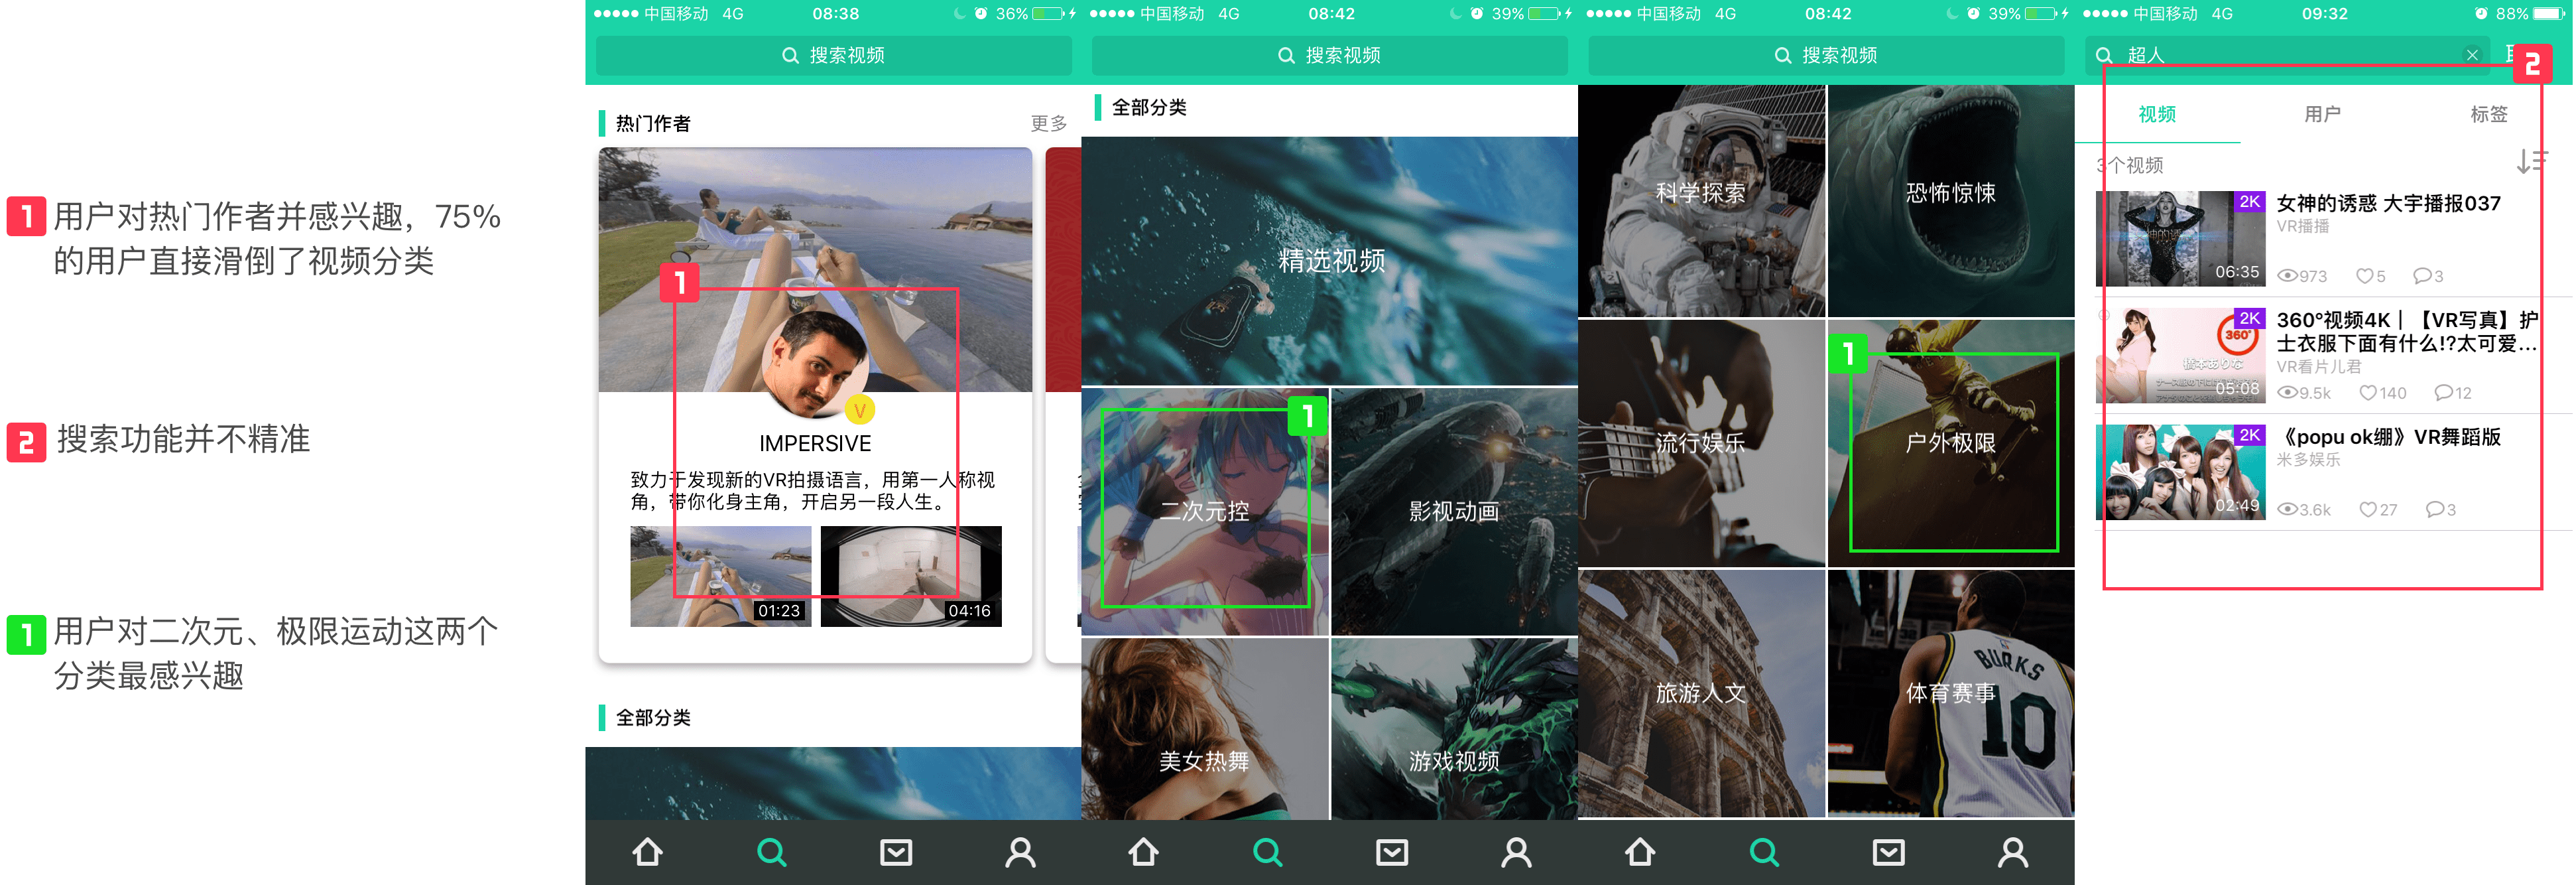 1 用户对热门作者并感兴趣，75%
的用户直接滑倒了视频分类
2 搜索功能并不精准
1 用户对二次元、极限运动这两个
分类最感兴趣
中国移动 4G 08:38 36%
搜索视频
热门作者 更多
1
V
IMPERSIVE
致力于发现新的VR拍摄语言，用第一人称视
角，带你化身主角，开启另一段人生。
01:23 04:16
全部分类
中国移动 4G 08:42 39%
搜索视频
全部分类
精选视频
1
二次元控 影视动画
美女热舞 游戏视频
中国移动 4G 08:42 39%
搜索视频
科学探索 恐怖惊悚
1
流行娱乐 户外极限
旅游人文 体育赛事
BURKS
10
中国移动 4G 09:32 88%
超人
2
视频 用户 标签
3个视频
2K
女神的诱惑 大宇播报037
VR播播
06:35
973 5 3
2K
360°
360°视频4K｜【VR写真】护
士衣服下面有什么!?太可爱...
橋本ありな
VR看片儿君
05:08
9.5k 140 12
2K
《popu ok绷》VR舞蹈版
米多娱乐
02:49
3.6k 27 3